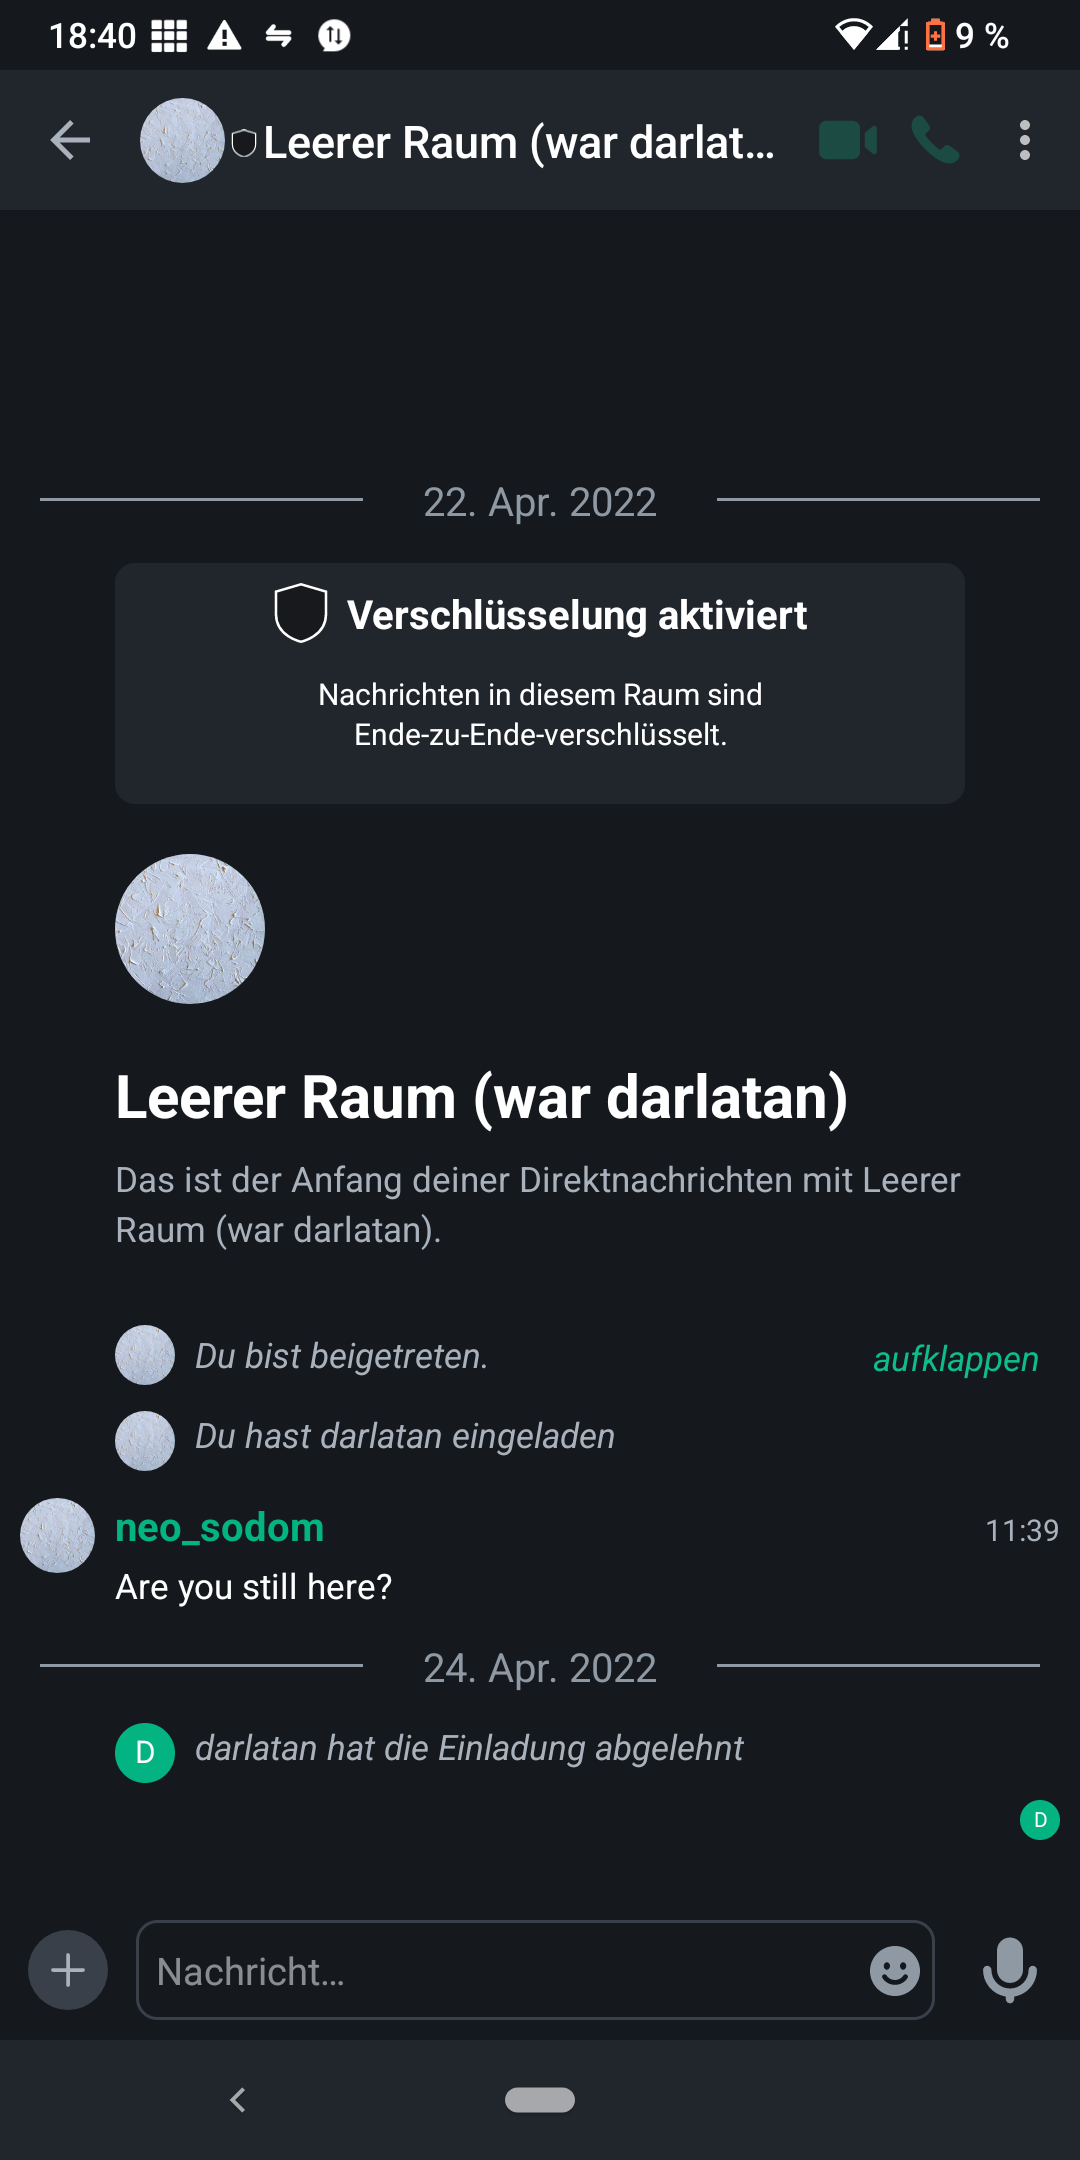 18:40
9 %
Leerer Raum (war darlat...
22. Apr. 2022
Verschlüsselung aktiviert
Nachrichten in diesem Raum sind
Ende-zu-Ende-verschlüsselt.
Leerer Raum (war darlatan)
Das ist der Anfang deiner Direktnachrichten mit Leerer
Raum (war darlatan).
Du bist beigetreten.
aufklappen
Du hast darlatan eingeladen
neo_sodom
11:39
Are you still here?
24. Apr. 2022
D
darlatan hat die Einladung abgelehnt
D
Nachricht...